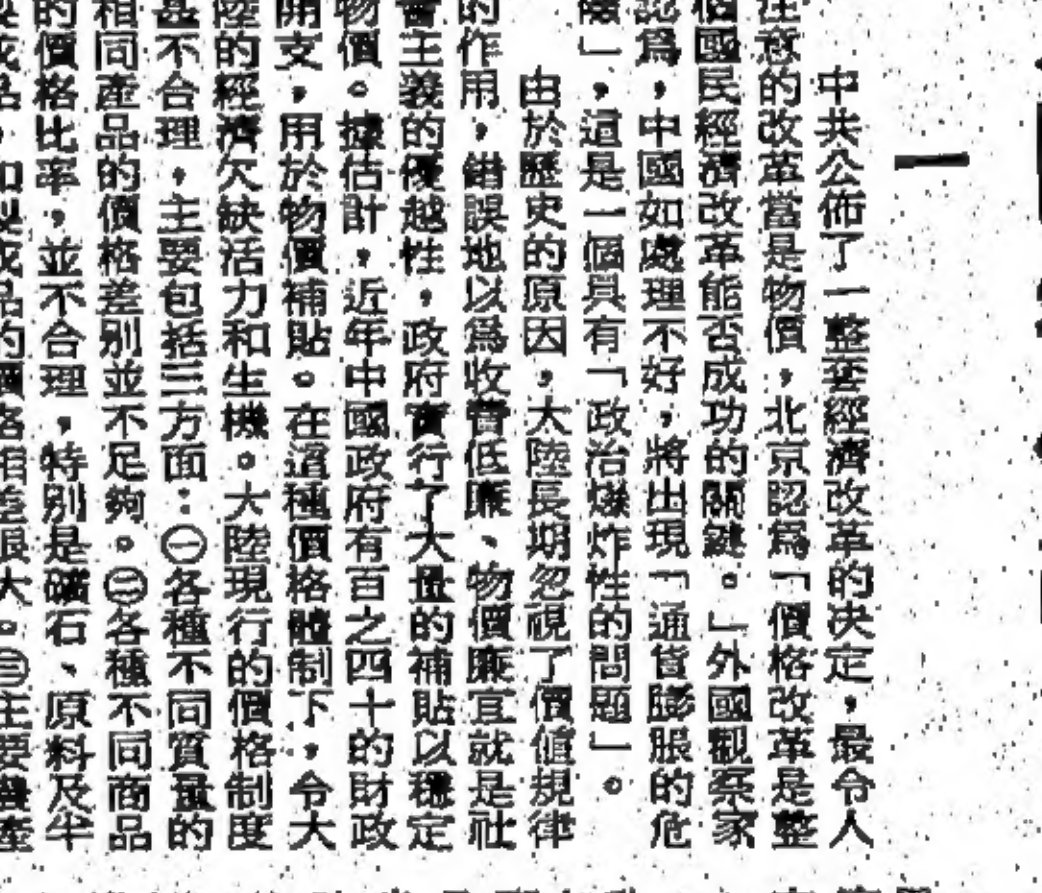 一
中共公佈了一整套經濟改革的决定，最令人
注意的改革當是物價，北京認爲「價格改革是整
個國民經濟改革能否成功的關鍵。」外國觀察家
認爲，中國如處理不好，將出現「通貨膨脹的危
險」，這是一個具有「政治爆炸性的問題」。
由於歷史的原因，大陸長期忽視了價值規律
的作用，錯誤地以爲收費低廉、物價廉宜就是社
會主義的優越性，政府實行了大量的補貼以穩定
物價。據估計，近年中國政府有百之四十的財政
開支，用於物價補貼。在這種價格體制下，令大
陸的經濟欠缺活力和生機。大陸現行的價格制度
甚不合理，主要包括三方面：㊀各種不同質量的
相同產品的價格差别並不足夠。㊁各種不同商品
的價格比率，並不合理，特别是礦石、原料及半
製成品，和製成品的價格相差很大。㊂主要